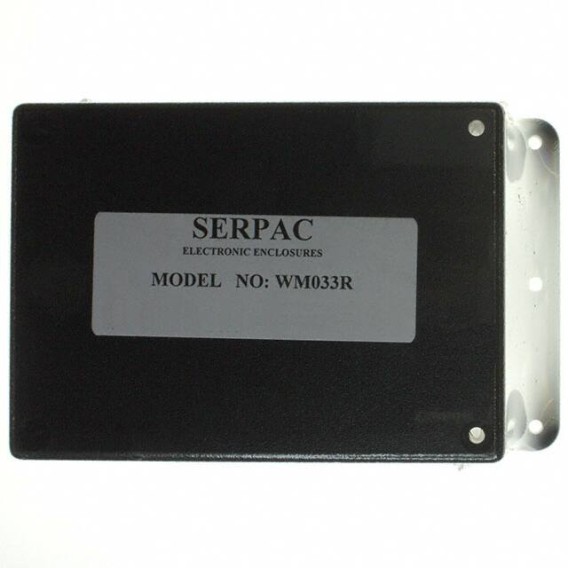 SERPAC
ELECTRONIC ENCLOSURES
MODEL NO: WM033R